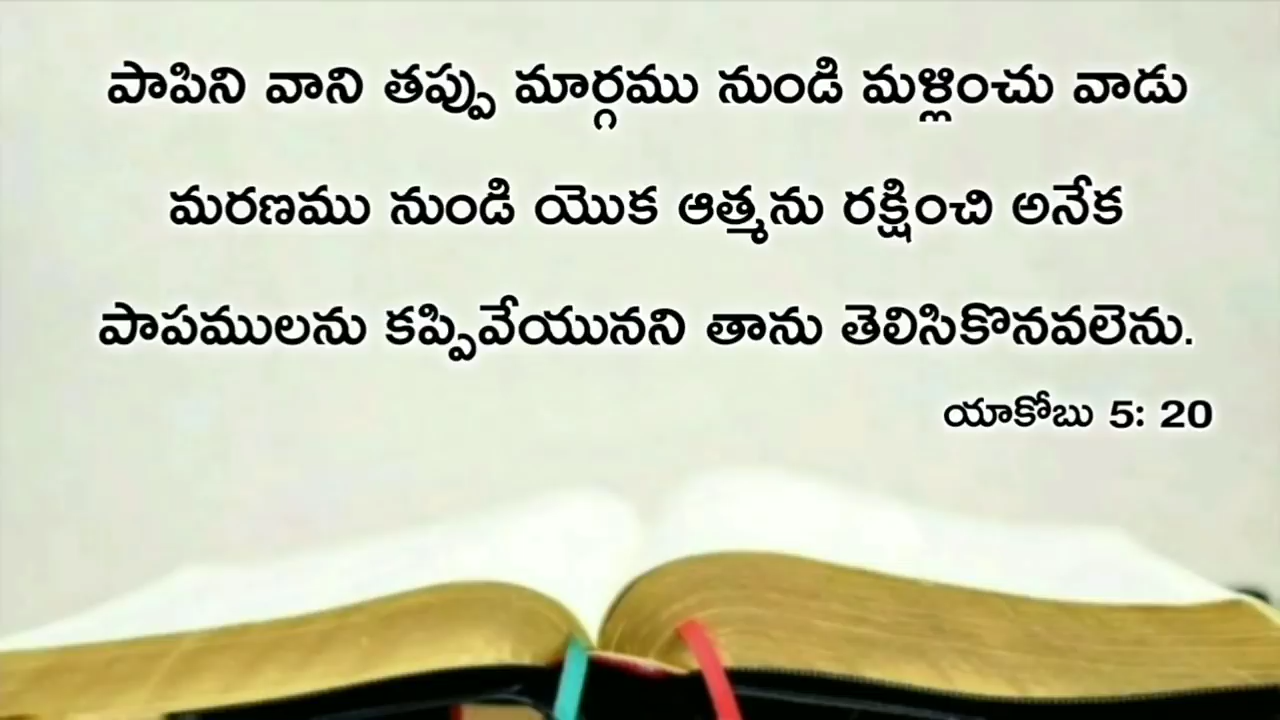 పాపిని వాని తప్పు మార్గము నుండి మళ్లించు వాడు
మరణము నుండి యొక ఆత్మను రక్షించి అనేక
పాపములను కప్పివేయునని తాను తెలిసికొనవలెను.
యాకోబు 5: 20